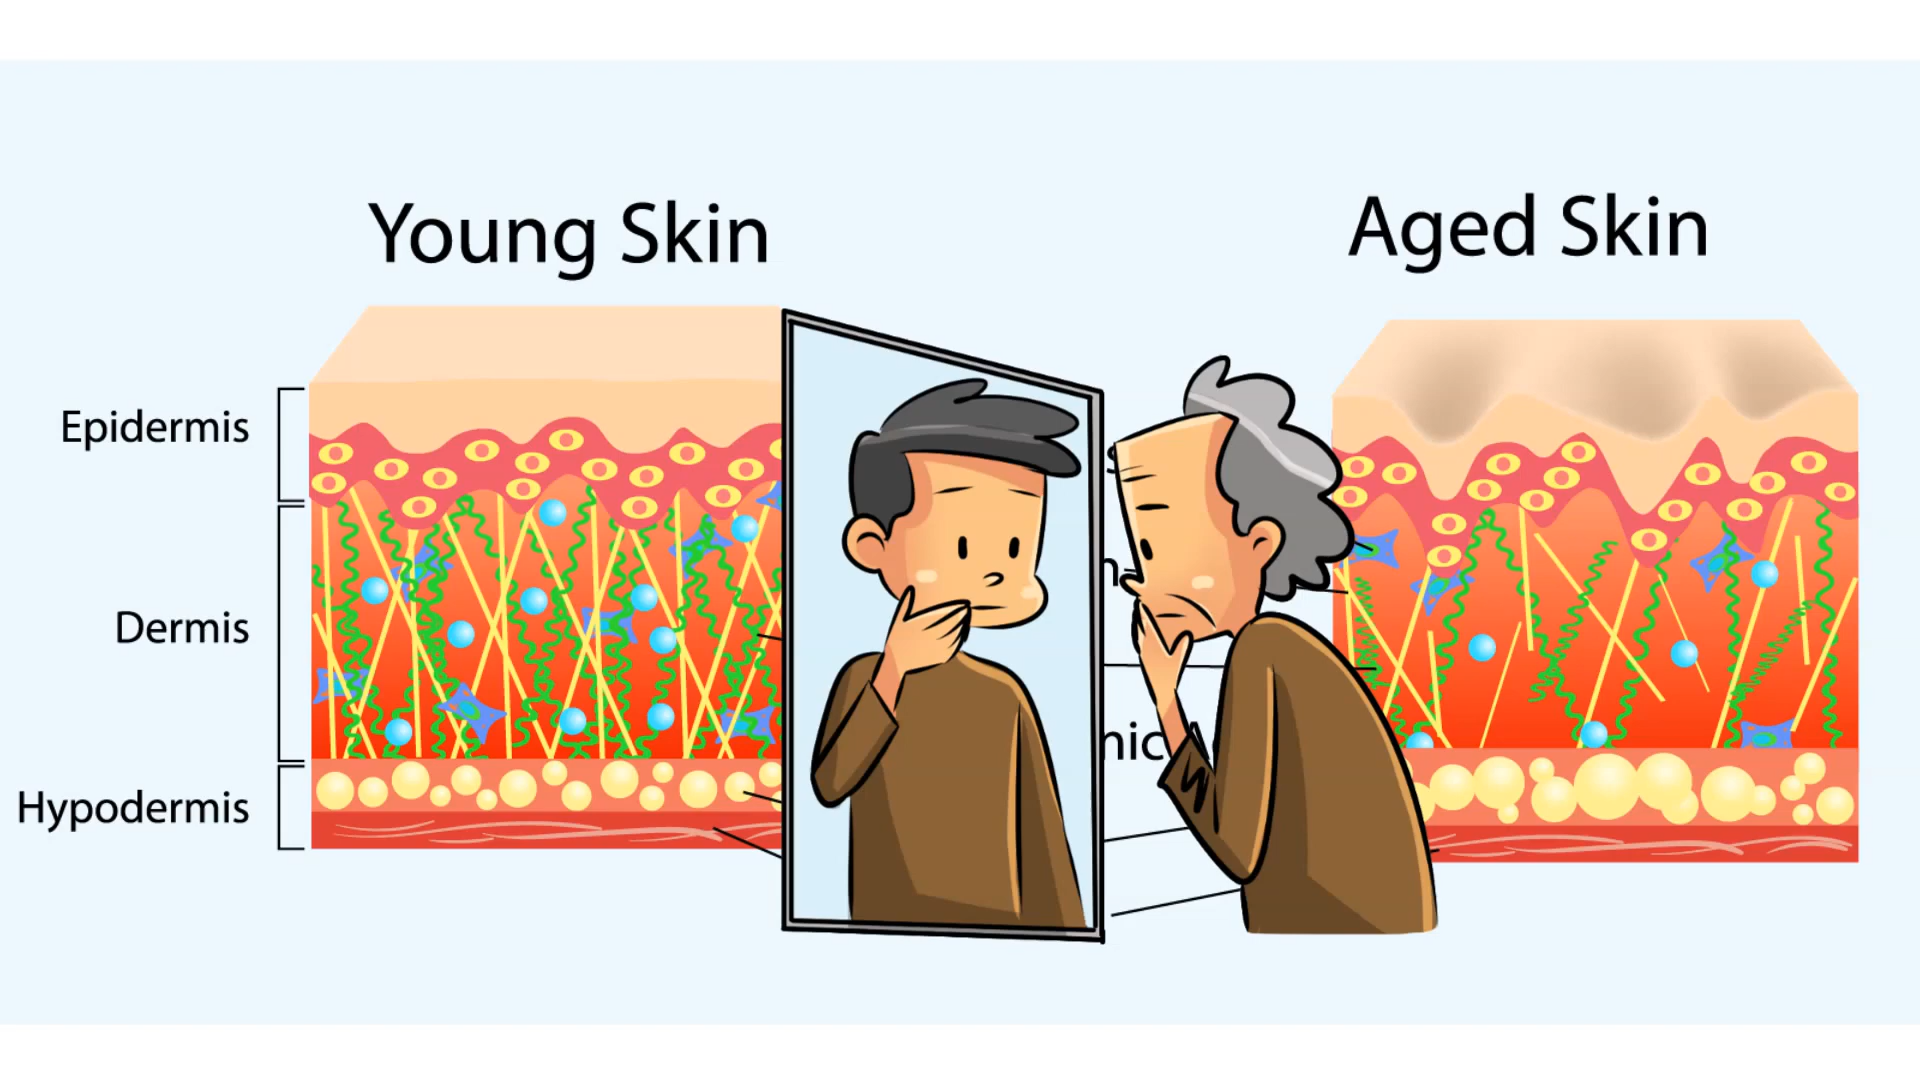 Young Skin
Aged Skin
Epidermis
Dermis
Hypodermis